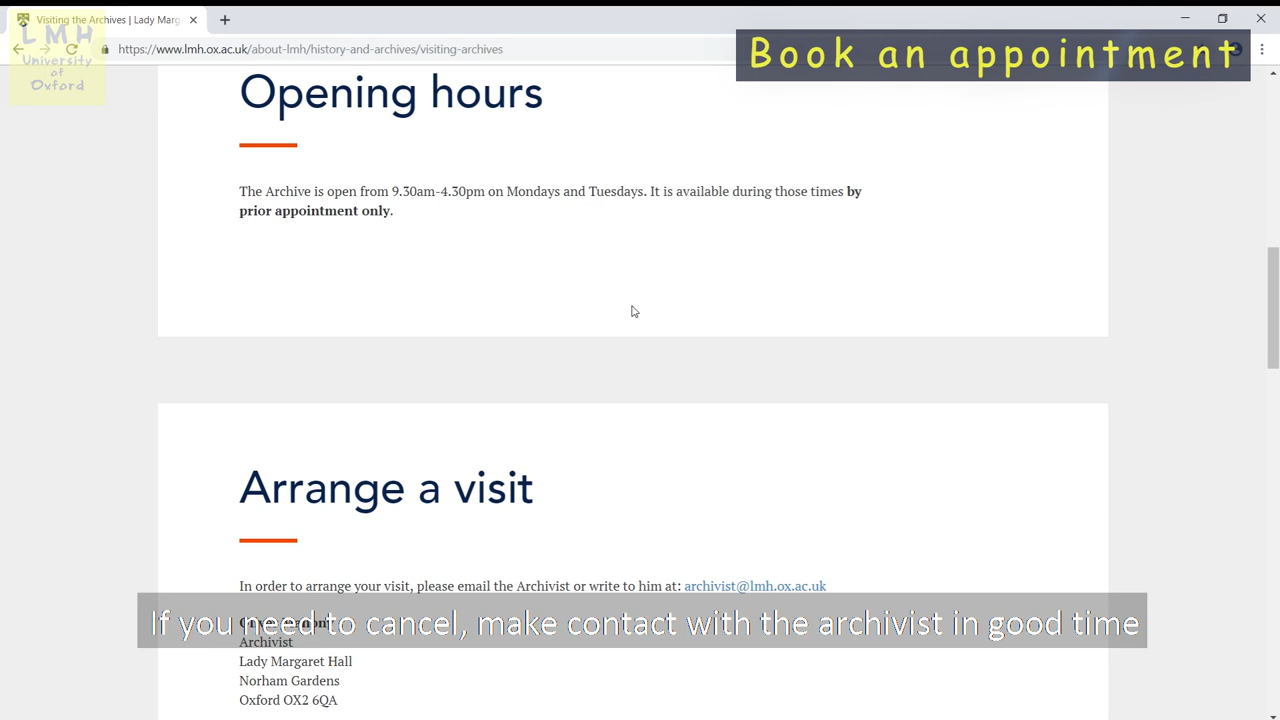 Visiting the Archives | Lady Marg
https://www.lmh.ox.ac.uk/about-lmh/history-and-archives/visiting-archives
LMH
University
of
Oxford
Book an appointment
Opening hours
The Archive is open from 9.30am-4.30pm on Mondays and Tuesdays. It is available during those times by
prior appointment only.
Arrange a visit
In order to arrange your visit, please email the Archivist or write to him at: archivist@lmh.ox.ac.uk
If you need to cancel, make contact with the archivist in good time
Archivist
Lady Margaret Hall
Norham Gardens
Oxford OX2 6QA